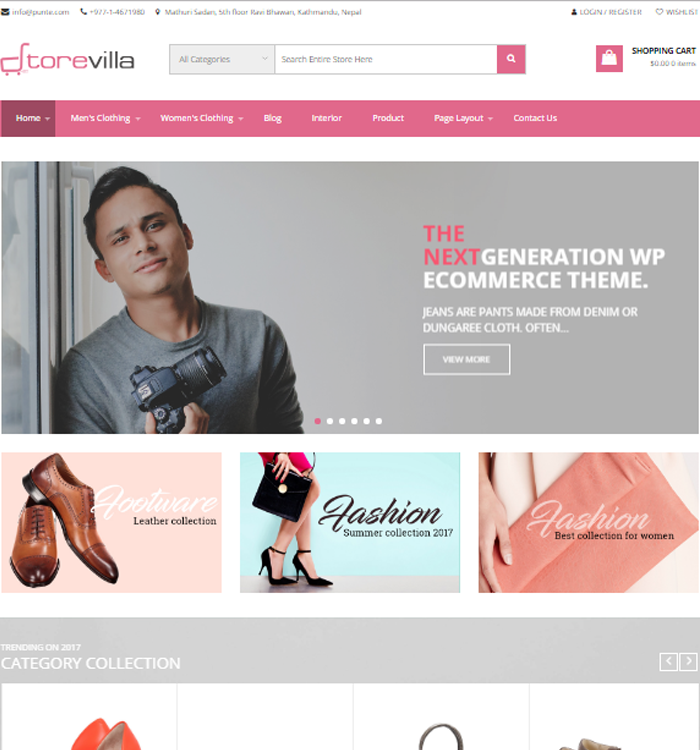 info@punte.com +977-1-4671980 Mathuri Sadan, 5th floor Ravi Bhawan, Kathmandu, Nepal LOGIN / REGISTER WISHLIST
storevilla
All Categories Search Entire Store Here
SHOPPING CART
$0.00 0 items
Home Men's Clothing Women's Clothing Blog Interior Product Page Layout Contact Us
THE
NEXTGENERATION WP
ECOMMERCE THEME.
JEANS ARE PANTS MADE FROM DENIM OR
DUNGAREE CLOTH. OFTEN...
VIEW MORE
Footware
Leather collection
Fashion
Summer collection 2017
Fashion
Best collection for women
TRENDING ON 2017
CATEGORY COLLECTION